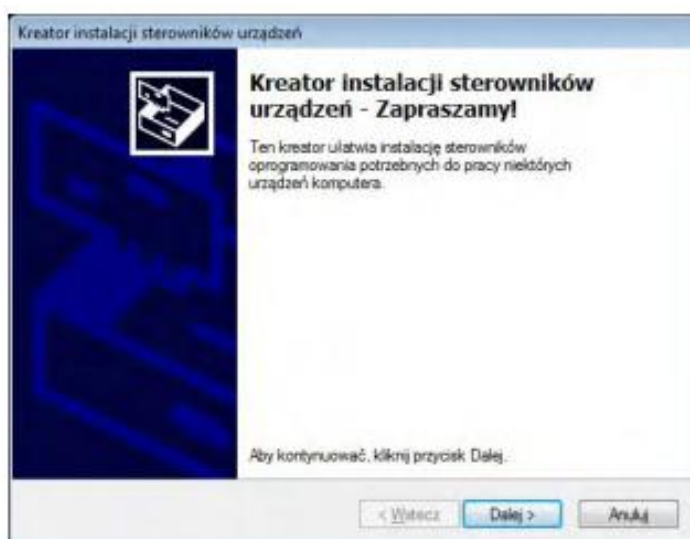 Kreator instalacji sterowników urządzeń
Kreator instalacji sterowników
urządzeń - Zapraszamy!
Ten kreator ułatwia instalację sterowników
oprogramowania potrzebnych do pracy niektórych
urządzeń komputera.
Aby kontynuować, kliknij przycisk Dalej.
< Wstecz Dalej > Anuluj